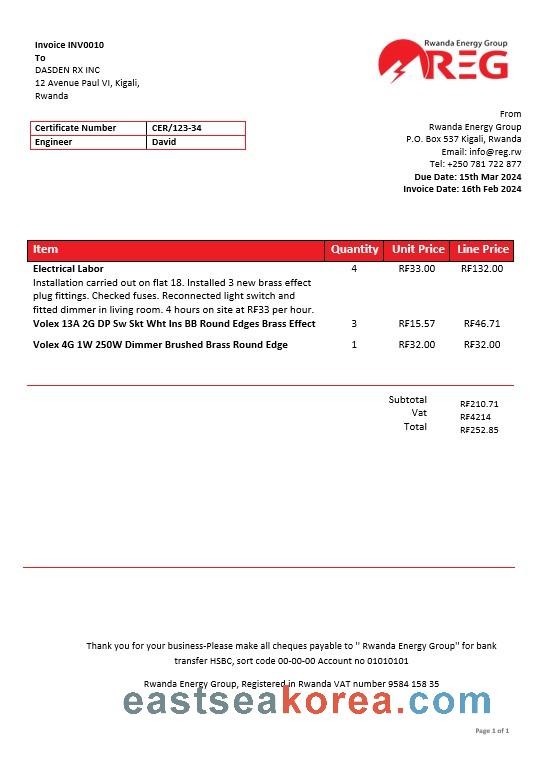 Invoice INV0010
To
DASDEN RX INC
12 Avenue Paul VI, Kigali,
Rwanda
Rwanda Energy Group
REG
Certificate Number CER/123-34
Engineer David
From
Rwanda Energy Group
P.O. Box 537 Kigali, Rwanda
Email: info@reg.rw
Tel: +250 781 722 877
Due Date: 15th Mar 2024
Invoice Date: 16th Feb 2024
Item Quantity Unit Price Line Price
Electrical Labor 4 RF33.00 RF132.00
Installation carried out on flat 18. Installed 3 new brass effect
plug fittings. Checked fuses. Reconnected light switch and
fitted dimmer in living room. 4 hours on site at RF33 per hour.
Volex 13A 2G DP Sw Skt Wht Ins BB Round Edges Brass Effect 3 RF15.57 RF46.71
Volex 4G 1W 250W Dimmer Brushed Brass Round Edge 1 RF32.00 RF32.00
Subtotal RF210.71
Vat RF4214
Total RF252.85
Thank you for your business-Please make all cheques payable to " Rwanda Energy Group" for bank
transfer HSBC, sort code 00-00-00 Account no 01010101
Rwanda Energy Group, Registered in Rwanda VAT number 9584 158 35
eastseakorea.com
Page 1 of 1